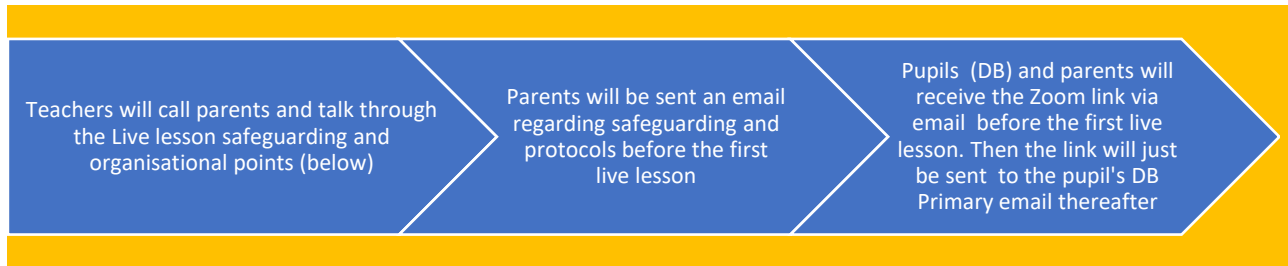 Teachers will call parents and talk through
the Live lesson safeguarding and
organisational points (below)
Parents will be sent an email
regarding safeguarding and
protocols before the first
live lesson
Pupils (DB) and parents will
receive the Zoom link via
email before the first live
lesson. Then the link will just
be sent to the pupil's DB
Primary email thereafter